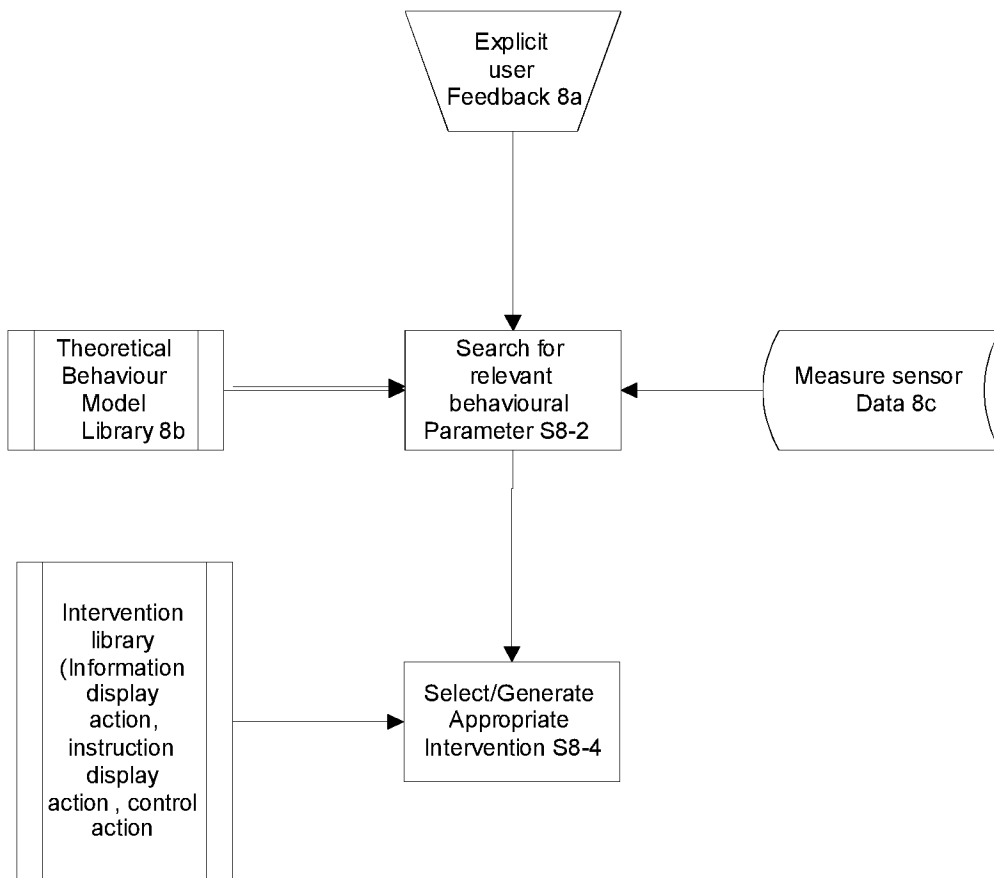 Explicit
user
Feedback 8a
Theoretical
Behaviour
Model
Library 8b
Search for
relevant
behavioural
Parameter S8-2
Measure sensor
Data 8c
Intervention
library
(Information
display
action,
instruction
display
action , control
action
Select/Generate
Appropriate
Intervention S8-4